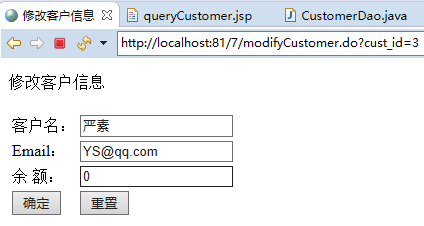 修改客户信息 queryCustomer.jsp CustomerDao.java
http://localhost:81/7/modifyCustomer.do?cust_id=3
修改客户信息
客户名: 严素
Email: YS@qq.com
余 额: 0
确定 重置